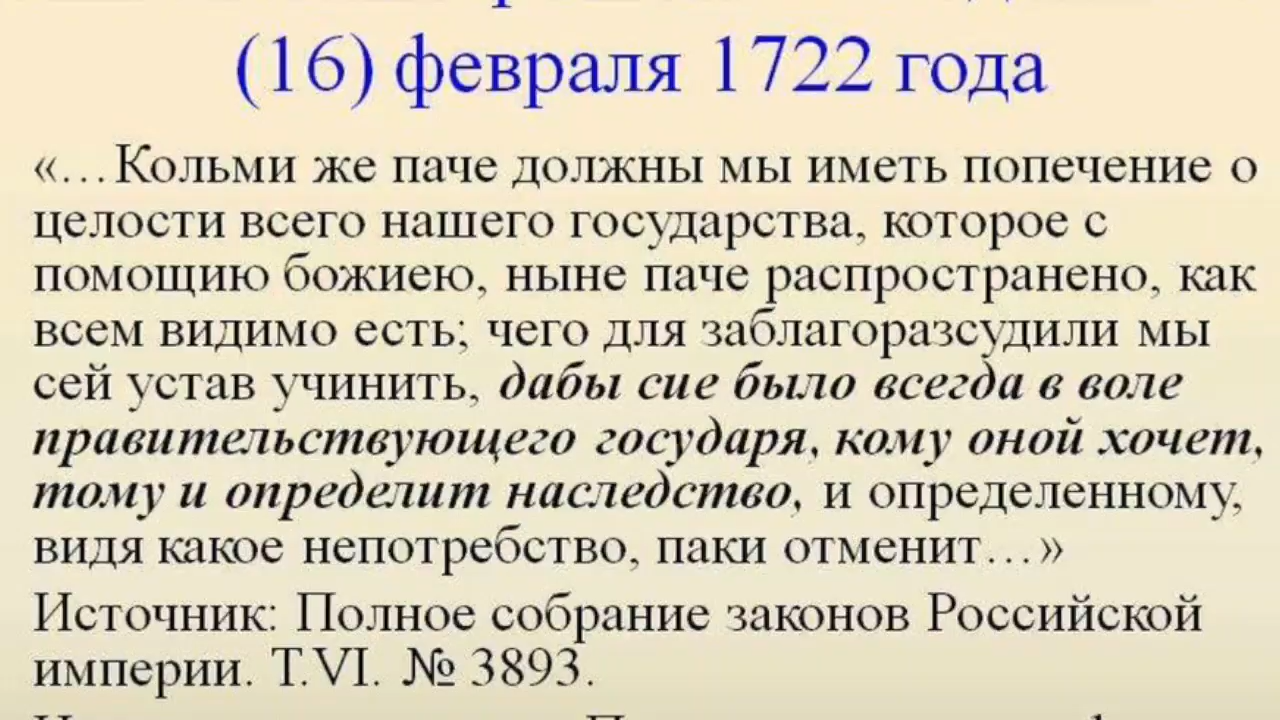 (16) февраля 1722 года
«…Кольми же паче должны мы иметь попечение о
целости всего нашего государства, которое с
помощию божиею, ныне паче распространено, как
всем видимо есть; чего для заблагоразсудили мы
сей устав учинить, дабы сие было всегда в воле
правительствующего государя, кому оной хочет,
тому и определит наследство, и определенному,
видя какое непотребство, паки отменит…»
Источник: Полное собрание законов Российской
империи. Т.VI. № 3893.